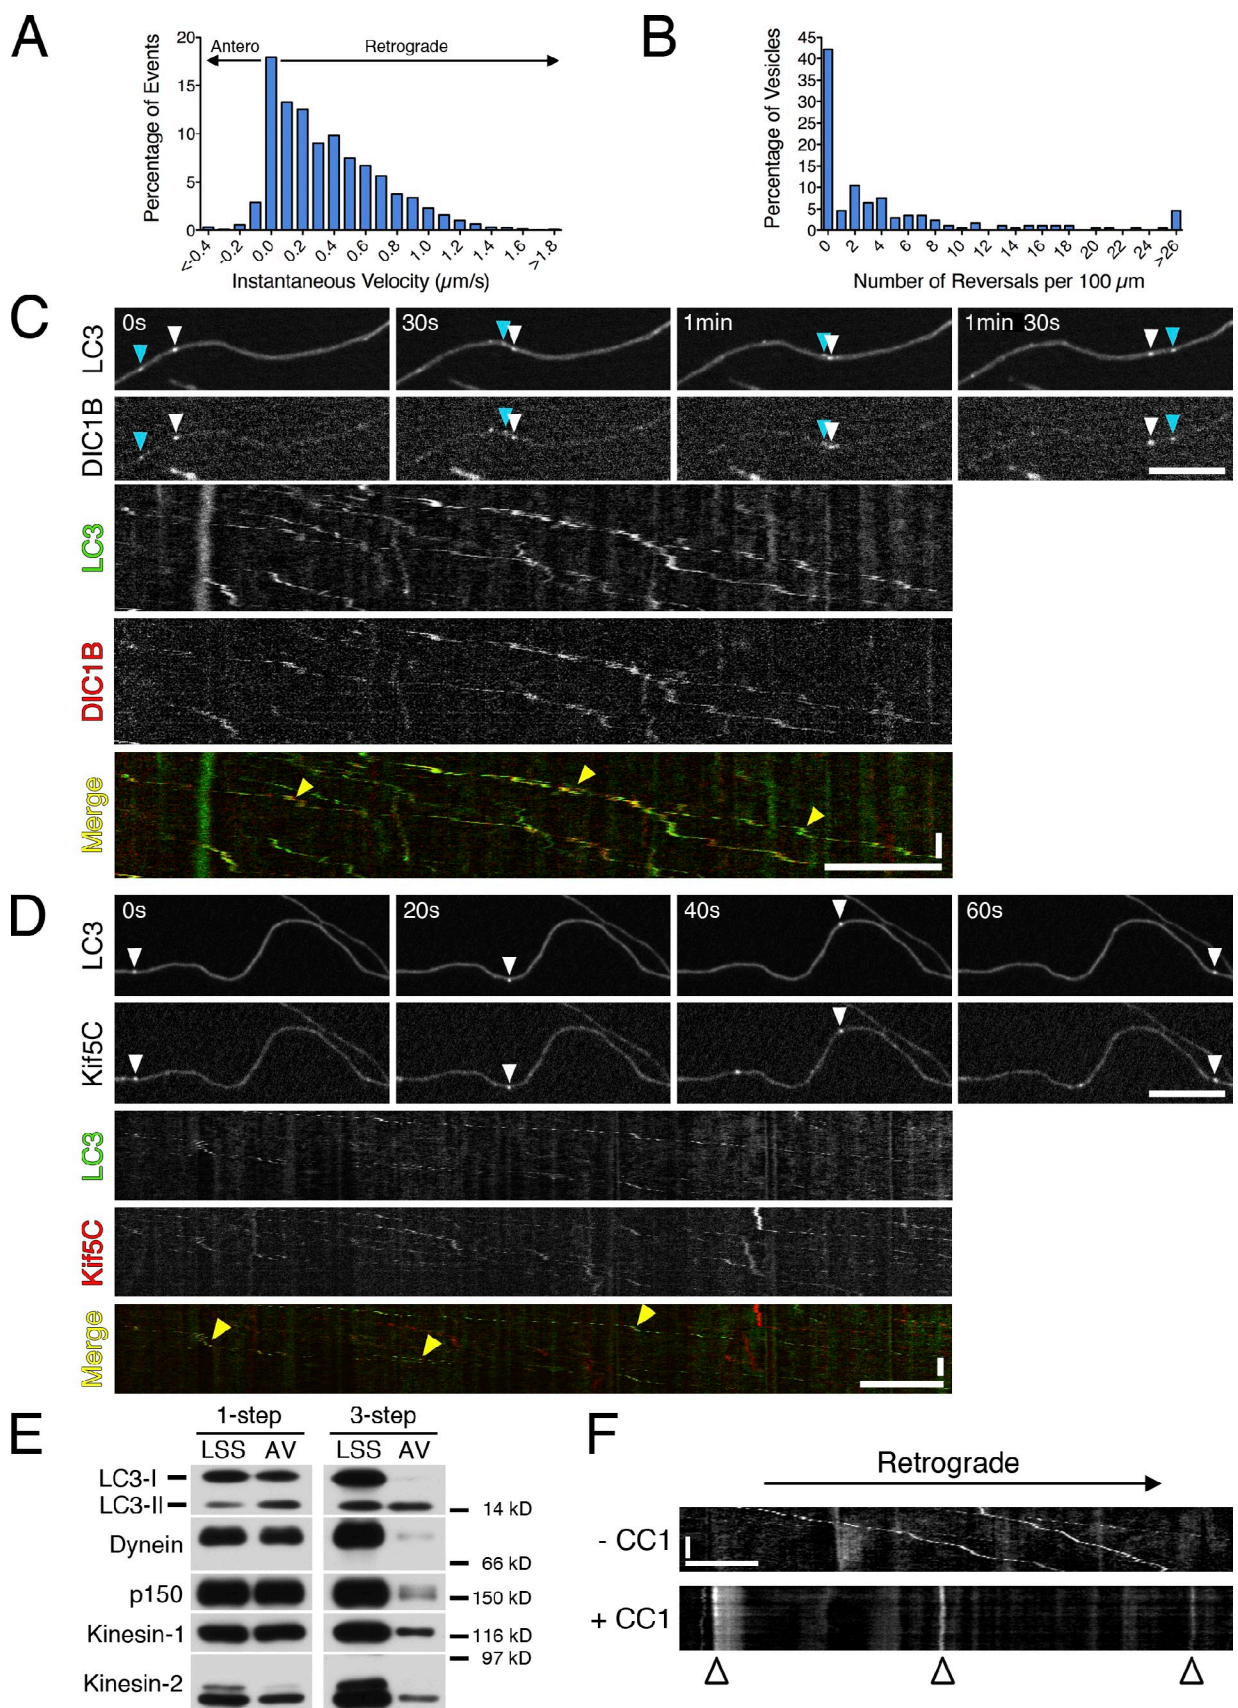 A
B
Antero
Retrograde
Percentage of Events
20
15
10
5
0
<-0.4
-0.2
0.0
0.2
0.4
0.6
0.8
1.0
1.2
1.4
1.6
>1.8
Instantaneous Velocity (µm/s)
Percentage of Vesicles
45
40
35
30
25
20
15
10
5
0
0
2
4
6
8
10
12
14
16
18
20
22
24
>26
Number of Reversals per 100 µm
C
LC3
0s
30s
1min
1min 30s
DIC1B
LC3
DIC1B
Merge
D
LC3
0s
20s
40s
60s
Kif5C
LC3
Kif5C
Merge
E
1-step
3-step
LSS
AV
LSS
AV
LC3-I
LC3-II
14 kD
Dynein
66 kD
p150
150 kD
Kinesin-1
116 kD
97 kD
Kinesin-2
F
Retrograde
- CC1
+ CC1